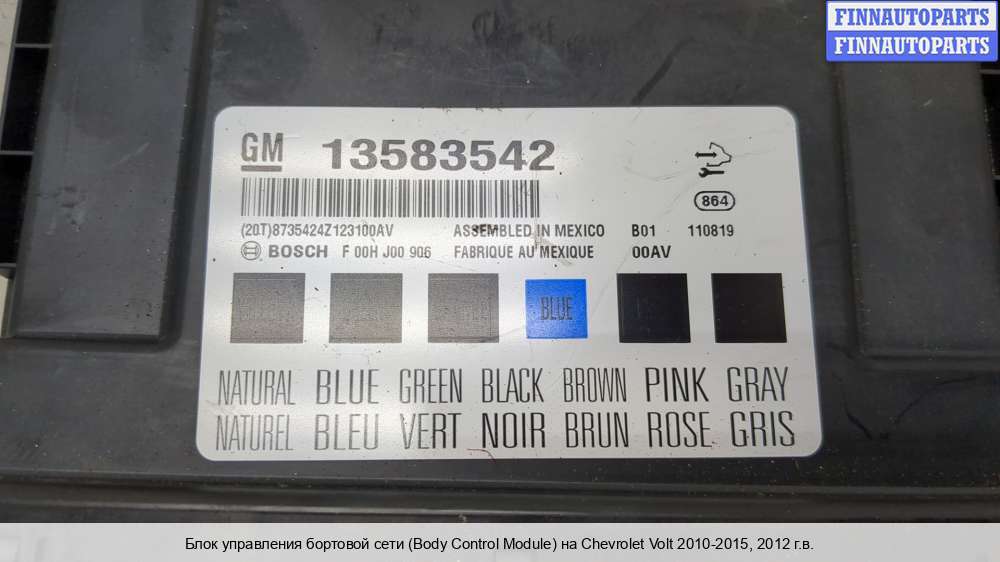 FINNAUTOPARTS
FINNAUTOPARTS
GM 13583542
864
(20T)8735424Z123100AV ASSEMBLED IN MEXICO B01 110819
BOSCH F 00H J00 906 FABRIQUE AU MEXIQUE 00AV
BLUE
NATURAL BLUE GREEN BLACK BROWN PINK GRAY
NATUREL BLEU VERT NOIR BRUN ROSE GRIS
Блок управления бортовой сети (Body Control Module) на Chevrolet Volt 2010-2015, 2012 г.в.